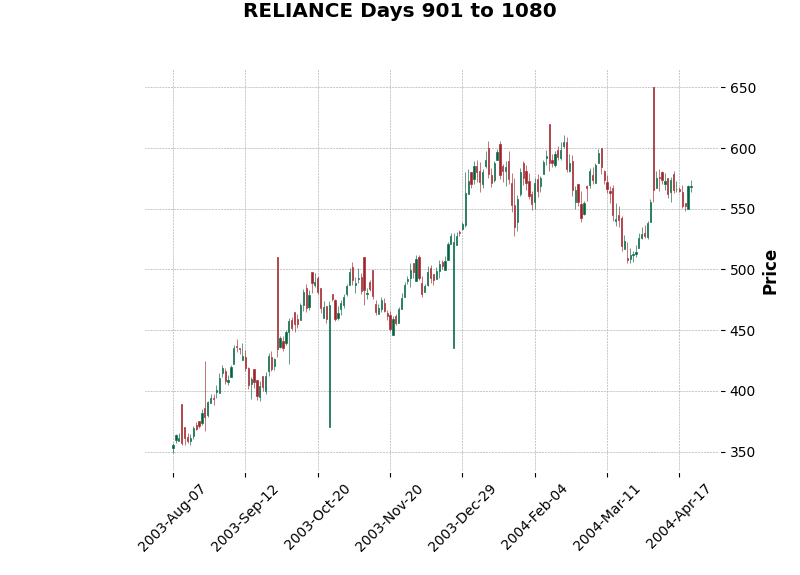 RELIANCE Days 901 to 1080
650
600
550
500
450
400
350
Price
2003-Aug-07
2003-Sep-12
2003-Oct-20
2003-Nov-20
2003-Dec-29
2004-Feb-04
2004-Mar-11
2004-Apr-17